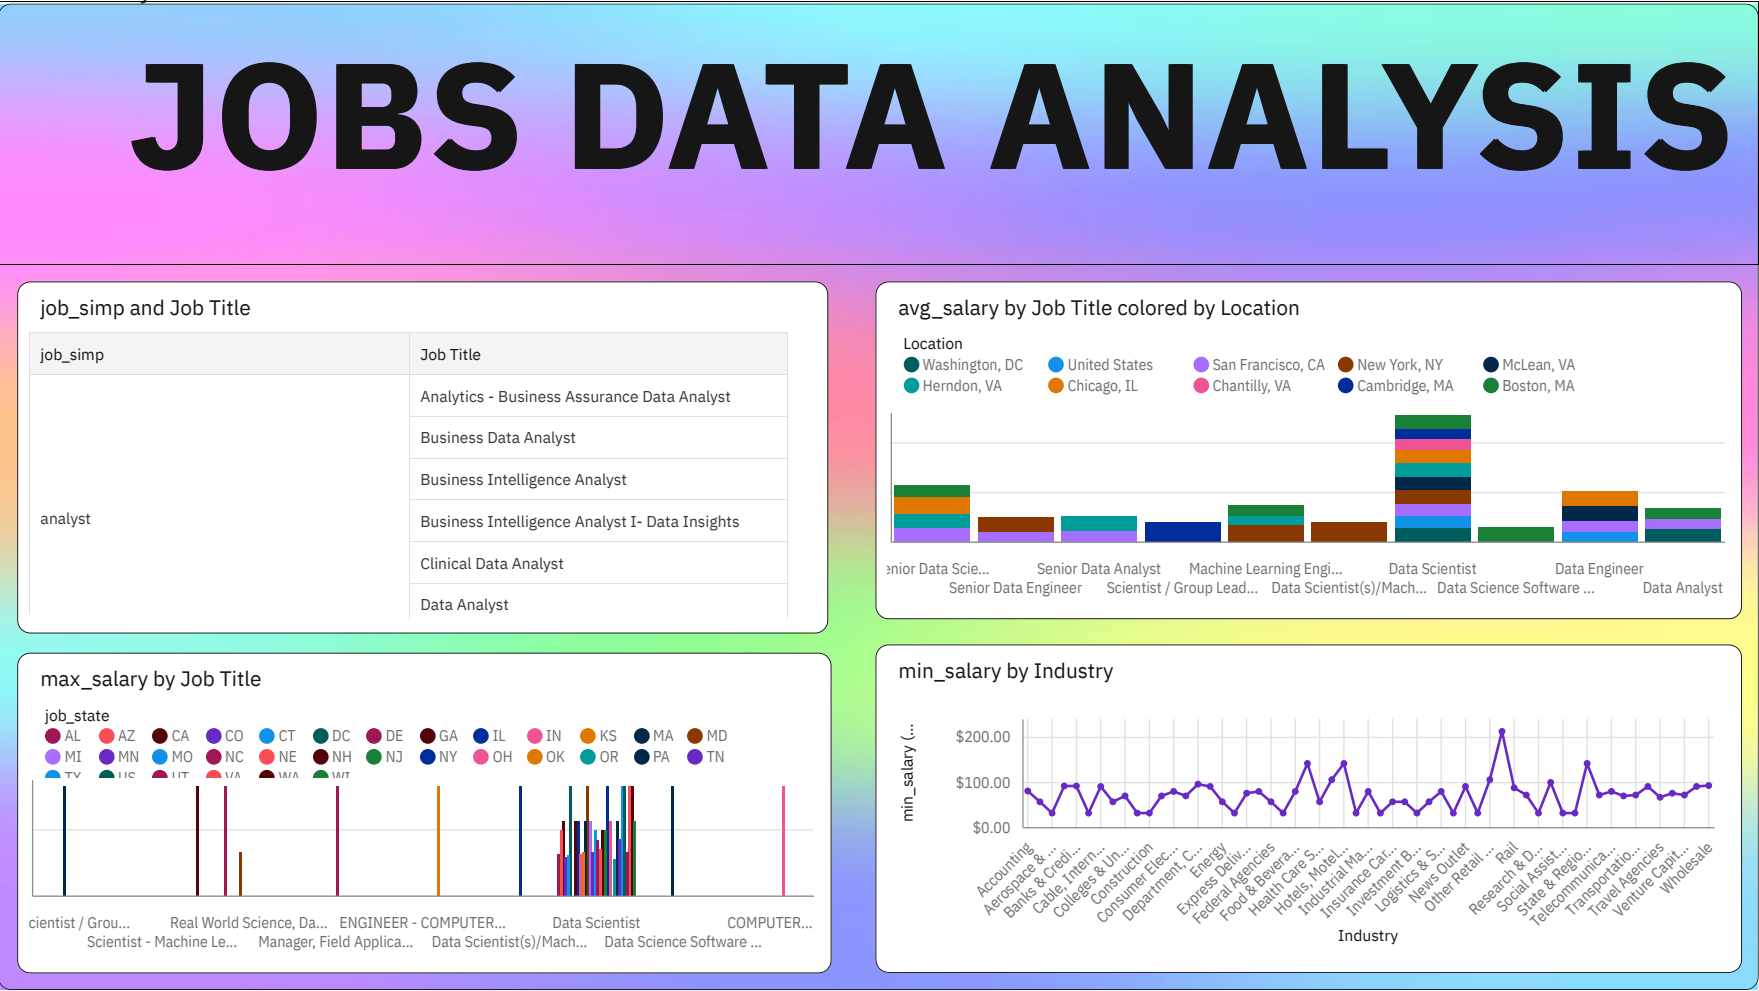 JOBS DATA ANALYSIS
job_simp and Job Title
job_simp
Job Title
analyst
Analytics - Business Assurance Data Analyst
Business Data Analyst
Business Intelligence Analyst
Business Intelligence Analyst I- Data Insights
Clinical Data Analyst
Data Analyst
avg_salary by Job Title colored by Location
Location
Washington, DC United States San Francisco, CA New York, NY McLean, VA
Herndon, VA Chicago, IL Chantilly, VA Cambridge, MA Boston, MA
enior Data Scie... Senior Data Analyst Machine Learning Engi... Data Scientist Data Engineer
Senior Data Engineer Scientist / Group Lead... Data Scientist(s)/Mach... Data Science Software ... Data Analyst
max_salary by Job Title
job_state
AL AZ CA CO CT DC DE GA IL IN KS MA MD
MI MN MO NC NE NH NJ NY OH OK OR PA TN
TX US UT VA WA WI
cientist / Grou... Real World Science, Da... ENGINEER - COMPUTER... Data Scientist COMPUTER...
Scientist - Machine Le... Manager, Field Applica... Data Scientist(s)/Mach... Data Science Software ...
min_salary by Industry
min_salary (...
$200.00
$100.00
$0.00
Accounting
Aerospace & ...
Banks & Credi...
Cable, Intern...
Colleges & Un...
Construction
Consumer Elec...
Department, C...
Energy
Express Deliv...
Federal Agencies
Food & Bevera...
Health Care S...
Hotels, Motel...
Industrial Ma...
Insurance Car...
Investment B...
Logistics & S...
News Outlet
Other Retail ...
Rail
Research & D...
Social Assist...
State & Regio...
Telecommunica...
Transportatio...
Travel Agencies
Venture Capit...
Wholesale
Industry